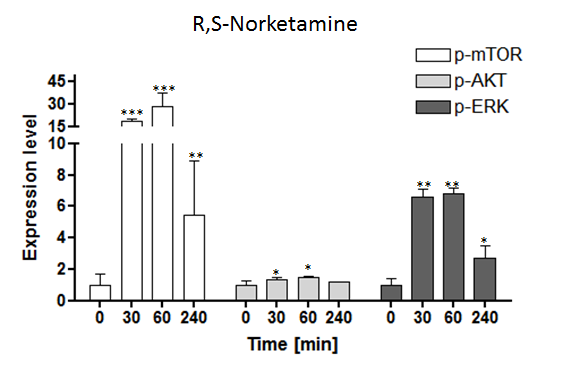 R,S-Norketamine
p-mTOR
p-AKT
p-ERK
Expression level
45
30
15
10
8
6
4
2
0
*** *** **
* *
** ** *
0 30 60 240 0 30 60 240 0 30 60 240
Time [min]